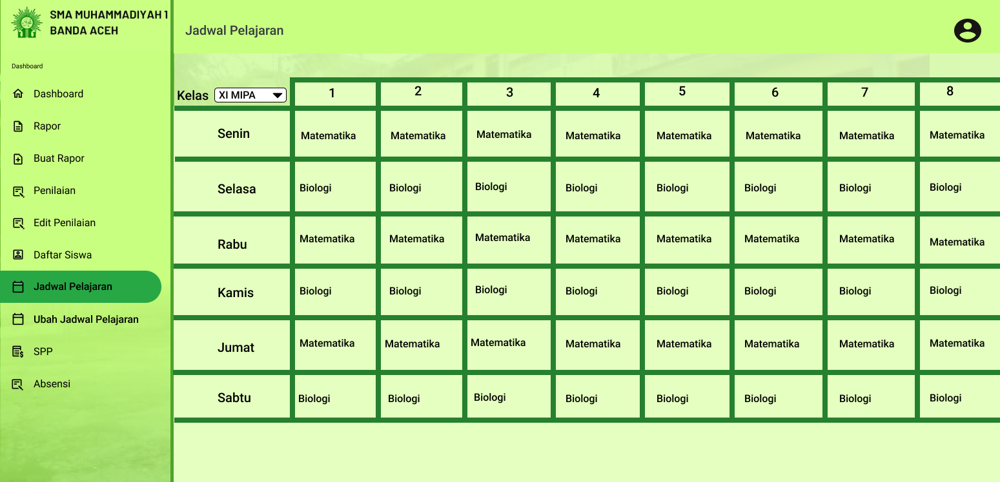 SMA MUHAMMADIYAH 1
BANDA ACEH
Jadwal Pelajaran
Dashboard
Dashboard
Rapor
Buat Rapor
Penilaian
Edit Penilaian
Daftar Siswa
Jadwal Pelajaran
Ubah Jadwal Pelajaran
SPP
Absensi
Kelas XI MIPA 1 2 3 4 5 6 7 8
Senin Matematika Matematika Matematika Matematika Matematika Matematika Matematika Matematika
Selasa Biologi Biologi Biologi Biologi Biologi Biologi Biologi Biologi
Rabu Matematika Matematika Matematika Matematika Matematika Matematika Matematika Matematika
Kamis Biologi Biologi Biologi Biologi Biologi Biologi Biologi Biologi
Jumat Matematika Matematika Matematika Matematika Matematika Matematika Matematika Matematika
Sabtu Biologi Biologi Biologi Biologi Biologi Biologi Biologi Biologi